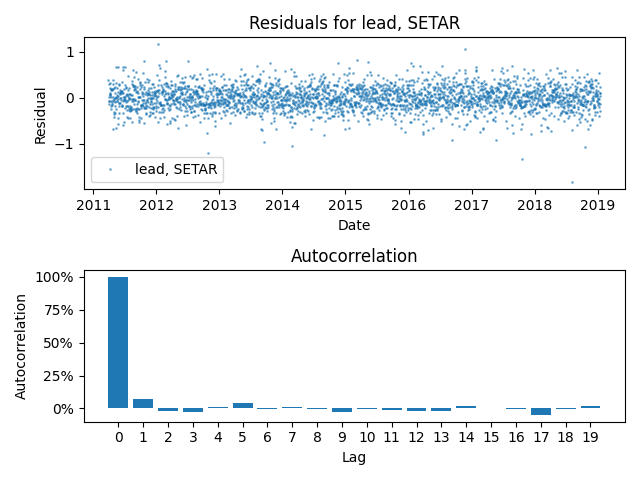 Residuals for lead, SETAR
Residual
1
0
−1
lead, SETAR
2011 2012 2013 2014 2015 2016 2017 2018 2019
Date
Autocorrelation
Autocorrelation
100%
75%
50%
25%
0%
0 1 2 3 4 5 6 7 8 9 10 11 12 13 14 15 16 17 18 19
Lag